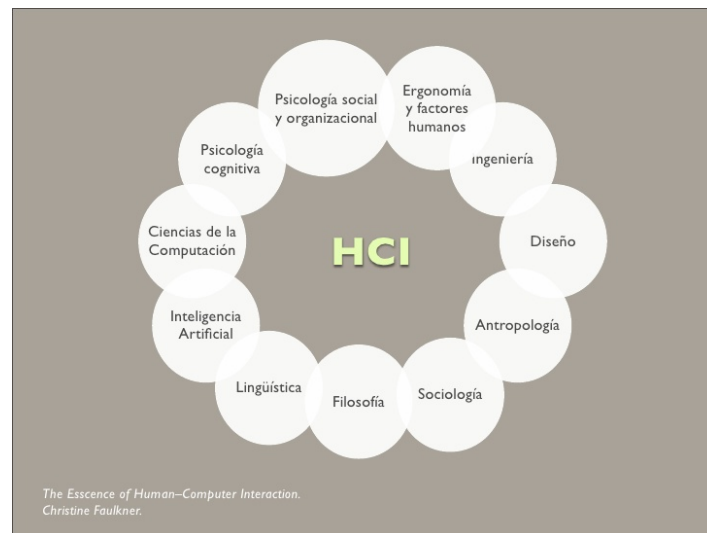 Psicología social
y organizacional
Ergonomía
y factores
humanos
Ingeniería
Diseño
Antropología
Sociología
Filosofía
Lingüística
Inteligencia
Artificial
Ciencias de la
Computación
Psicología
cognitiva
HCI
The Esscence of Human–Computer Interaction.
Christine Faulkner.